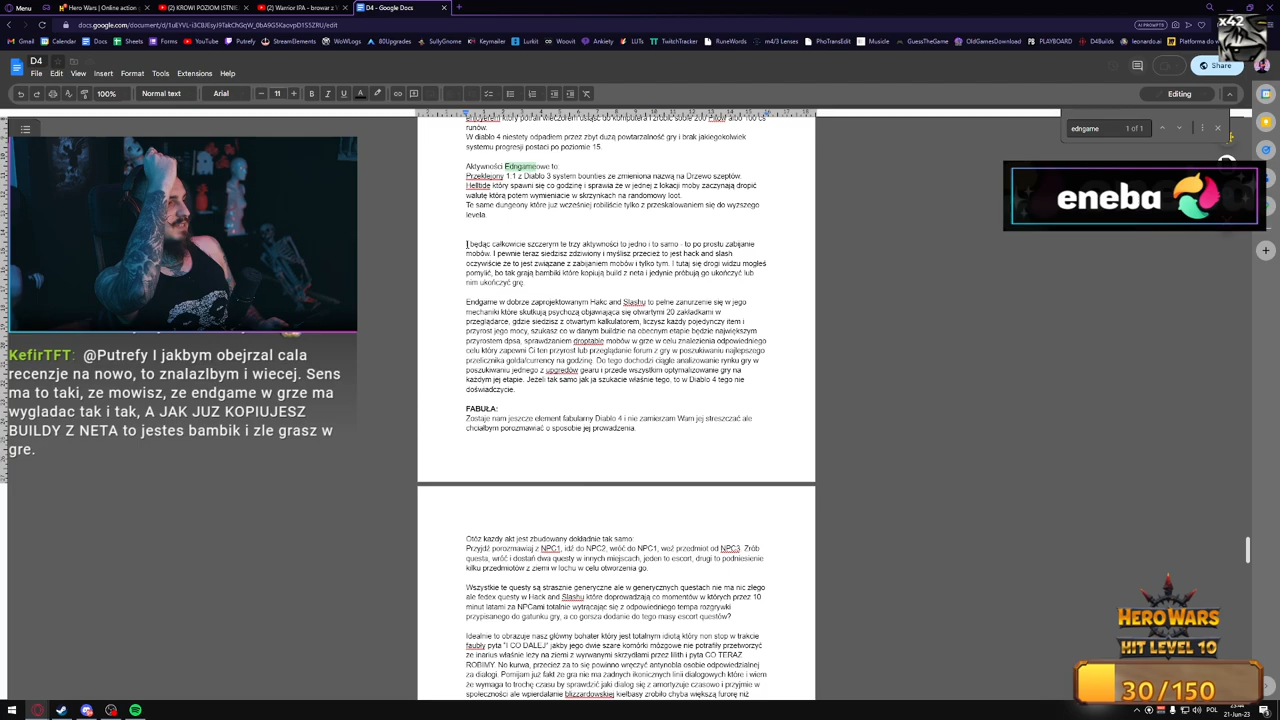 Menu
Hero Wars | Online action g
(2) KROWI POZIOM ISTNIE
(2) Warrior IPA - browar z V
D4 - Google Docs
docs.google.com
Gmail Calendar Docs Sheets Forms YouTube Putrefy StreamElements WoWLogs 80Upgrades SullyGnome Keymailer Lurkit Woovit Ankiety LUTs TwitchTracker RuneWords m4/3 Lenses PhoTransEdit Musicle GuessTheGame OldGamesDownload PLAYBOARD D4Builds leonardo.ai Platforma do w
x42
D4
File Edit View Insert Format Tools Extensions Help
Share
100% Normal text Arial 11
Editing
edngame 1 of 1
runów.
W diablo 4 niestety odpadłem przez zbyt dużą powtarzalność gry i brak jakiegokolwiek
systemu progresji postaci po poziomie 15.
Aktywności Edngameowe to:
Przeklejony 1:1 z Diablo 3 system bounties ze zmieniona nazwą na Drzewo szeptów.
Helltide który spawni się co godzinę i sprawia że w jednej z lokacji moby zaczynają dropić
walutę którą potem wymieniacie w skrzynkach na randomowy loot.
Te same dungeony które już wcześniej robiliście tylko z przeskalowaniem się do wyższego
levela.
I będąc całkowicie szczerym te trzy aktywności to jedno i to samo - to po prostu zabijanie
mobów. I pewnie teraz siedzisz zdziwiony i myślisz przecież to jest hack and slash
oczywiście że to jest związane z zabijaniem mobów i tylko tym. I tutaj się drogi widzu mogłeś
pomylić, bo tak grają bambiki które kopiują build z neta i jedynie próbują go ukończyć lub
nim ukończyć grę.
Endgame w dobrze zaprojektowanym Hakc and Slashu to pełne zanurzenie się w jego
mechaniki które skutkują psychozą objawiająca się otwartymi 20 zakładkami w
przeglądarce, gdzie siedzisz z otwartym kalkulatorem, liczysz każdy pojedynczy item i
przyrost jego mocy, szukasz co w danym buildzie na obecnym etapie będzie największym
przyrostem dpsa, sprawdzaniem droptable mobów w grze w celu znalezienia odpowiedniego
celu który zapewni Ci ten przyrost lub przeglądanie forum z gry w poszukiwaniu najlepszego
przelicznika golda/currency na godzinę. Do tego dochodzi ciągłe analizowanie rynku gry w
poszukiwaniu jednego z upgredów gearu i przede wszystkim optymalizowanie gry na
każdym jej etapie. Jeżeli tak samo jak ja szukacie właśnie tego, to w Diablo 4 tego nie
doświadczycie.
FABUŁA:
Zostaje nam jeszcze element fabularny Diablo 4 i nie zamierzam Wam jej streszczać ale
chciałbym porozmawiać o sposobie jej prowadzenia.
Otóż każdy akt jest zbudowany dokładnie tak samo:
Przyjdź porozmawiaj z NPC1, idź do NPC2, wróć do NPC1, weź przedmiot od NPC3. Zrób
questa, wróć i dostań dwa questy w innych miejscach, jeden to escort, drugi to podniesienie
kilku przedmiotów z ziemi w lochu w celu otworzenia go.
Wszystkie te questy są strasznie generyczne ale w generycznych questach nie ma nic złego
ale fedex questy w Hack and Slashu które doprowadzają co momentów w których przez 10
minut latami za NPCami totalnie wytrącając się z odpowiedniego tempa rozgrywki
przypisanego do gatunku gry, a co gorsza dodanie do tego masy escort questów?
Idealnie to obrazuje nasz główny bohater który jest totalnym idiotą który non stop w trakcie
faubły pyta "I CO DALEJ" jakby jego dwie szare komórki mózgowe nie potrafiły przetworzyć
że inarius właśnie leży na ziemi z wyrwanymi skrzydłami przez lilith i pyta CO TERAZ
ROBIMY. No kurwa, przecież za to się powinno wręczyć antynobla osobie odpowiedzialnej
za dialogi. Pomijam już fakt że gra nie ma żadnych ikonicznych linii dialogowych które i wiem
że wymaga to trochę czasu by sprawdzić jaki dialog się z amortyzuje czasowo i przyjmie w
społeczności ale wpierdalanie blizzardowskiej kiełbasy zrobiło chyba większą furorę niż
KefirTFT: @Putrefy I jakbym obejrzal cala
recenzje na nowo, to znalazlbym i wiecej. Sens
ma to taki, ze mowisz, ze endgame w grze ma
wygladac tak i tak, A JAK JUZ KOPIUJESZ
BUILDY Z NETA to jestes bambik i zle grasz w
gre.
eneba
HERO WARS
HIT LEVEL 10
30/150
POL
21-Jun-23